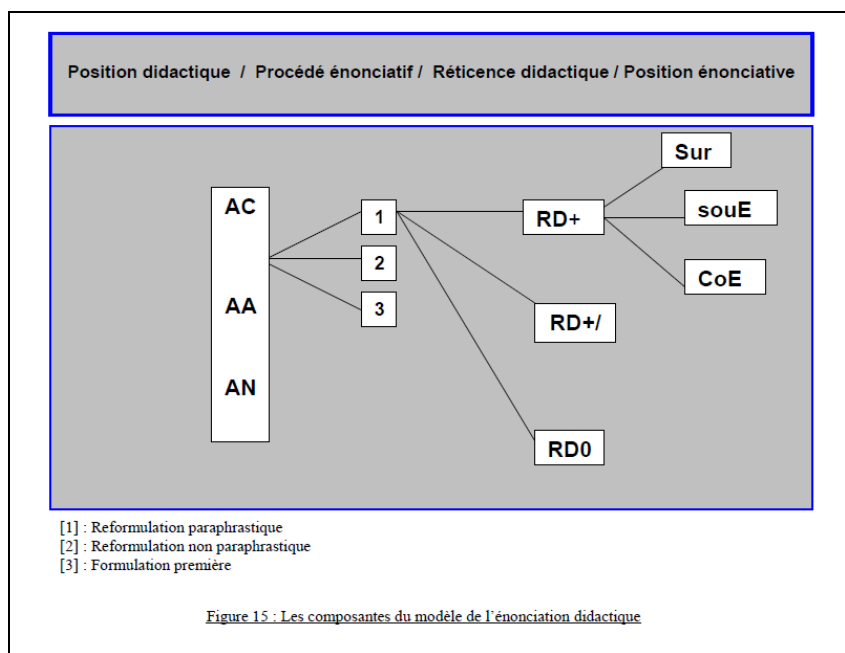 Position didactique / Procédé énonciatif / Réticence didactique / Position énonciative
Sur
AC
1
RD+
souE
2
CoE
AA
3
RD+/
AN
RD0
[1] : Reformulation paraphrastique
[2] : Reformulation non paraphrastique
[3] : Formulation première
Figure 15 : Les composantes du modèle de l'énonciation didactique